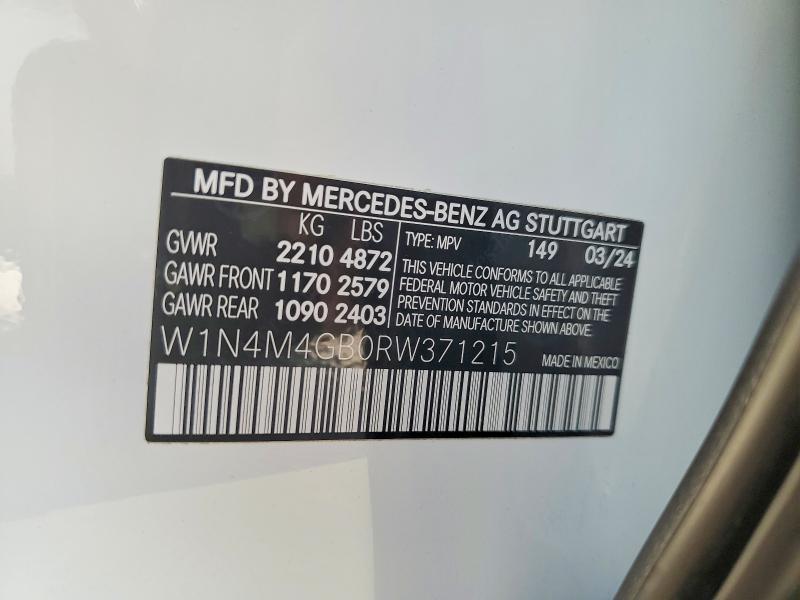 MFD BY MERCEDES-BENZ AG STUTTGART
KG LBS
GVWR 2210 4872
GAWR FRONT 1170 2579
GAWR REAR 1090 2403
TYPE: MPV 149 03/24
THIS VEHICLE CONFORMS TO ALL APPLICABLE
FEDERAL MOTOR VEHICLE SAFETY AND THEFT
PREVENTION STANDARDS IN EFFECT ON THE
DATE OF MANUFACTURE SHOWN ABOVE.
W1N4M4GB0RW371215
MADE IN MEXICO